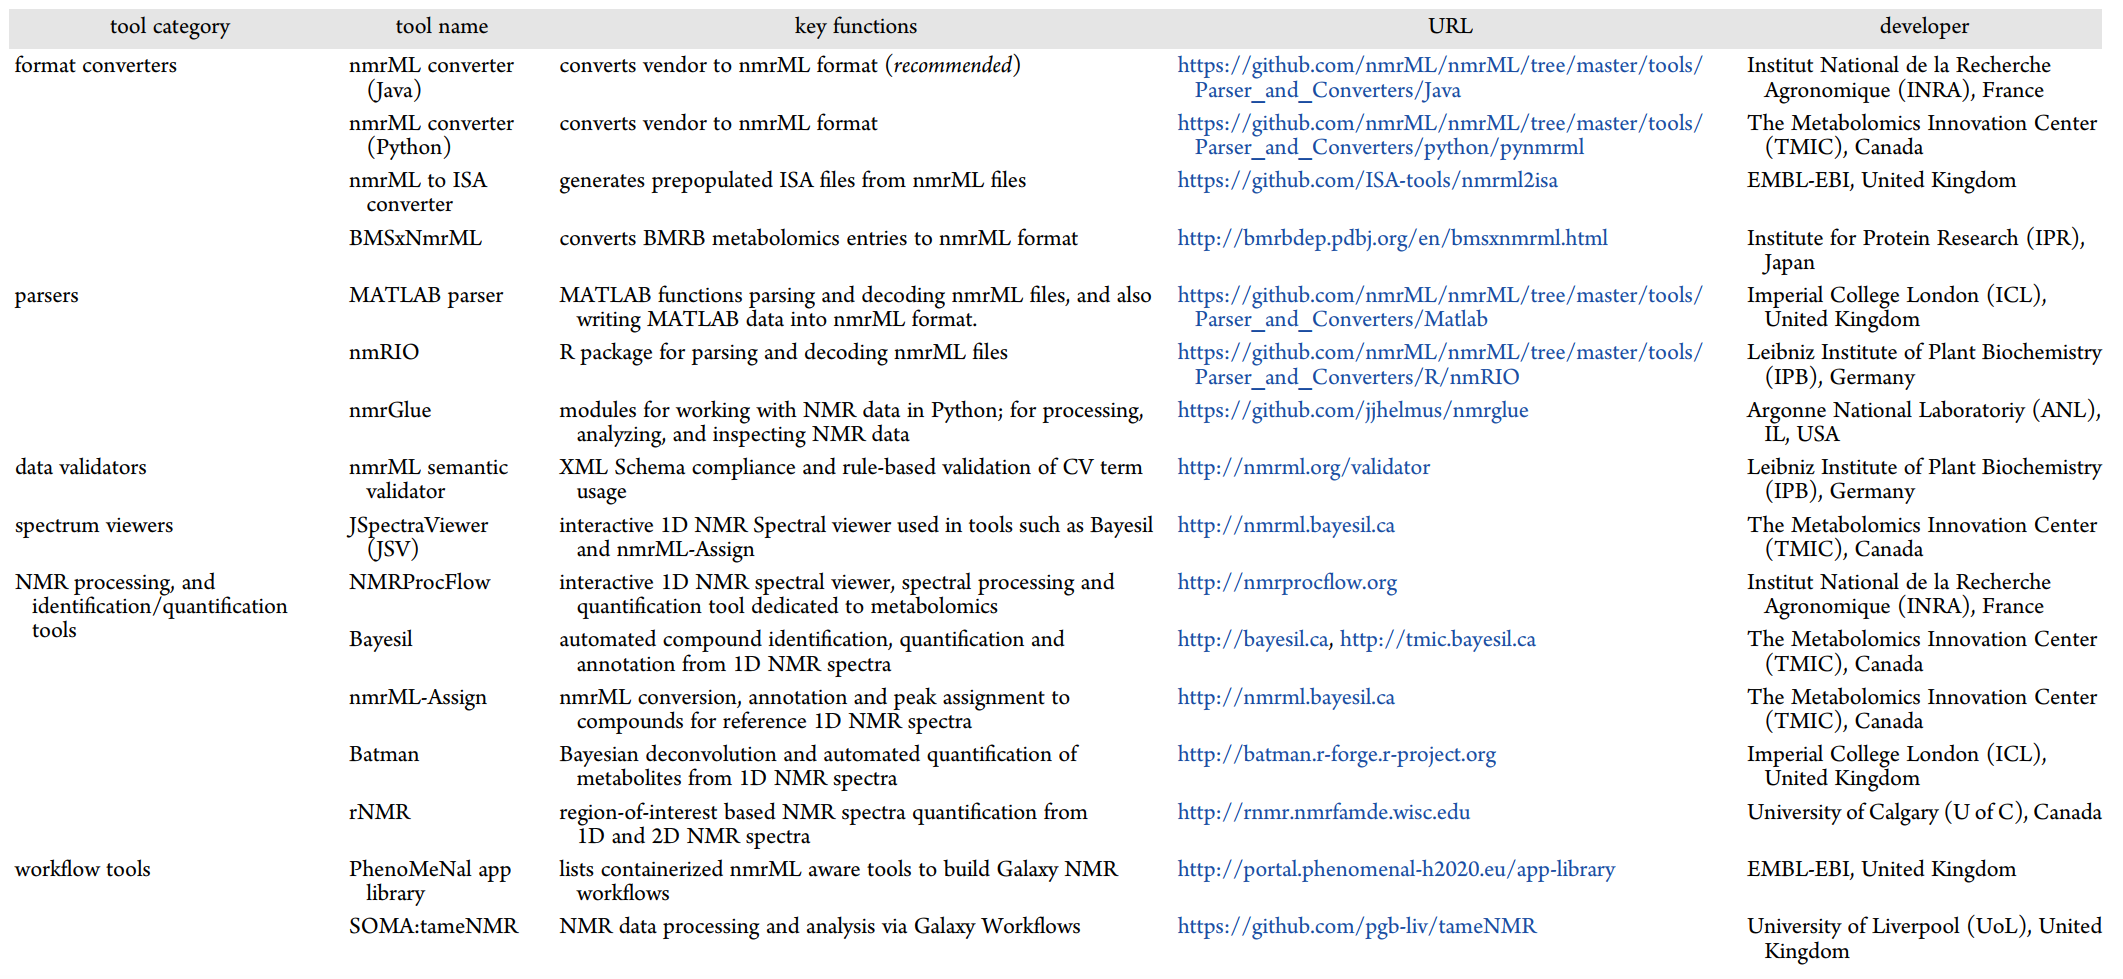 tool category tool name key functions URL developer
format converters nmrML converter converts vendor to nmrML format (recommended) https://github.com/nmrML/nmrML/tree/master/tools/ Institut National de la Recherche
(Java) Parser_and_Converters/Java Agronomique (INRA), France
nmrML converter converts vendor to nmrML format https://github.com/nmrML/nmrML/tree/master/tools/ The Metabolomics Innovation Center
(Python) Parser_and_Converters/python/pynmrml (TMIC), Canada
nmrML to ISA generates prepopulated ISA files from nmrML files https://github.com/ISA-tools/nmrml2isa EMBL-EBI, United Kingdom
converter
BMSxNmrML converts BMRB metabolomics entries to nmrML format http://bmrbdep.pdbj.org/en/bmsxnmrml.html Institute for Protein Research (IPR),
Japan
parsers MATLAB parser MATLAB functions parsing and decoding nmrML files, and also https://github.com/nmrML/nmrML/tree/master/tools/ Imperial College London (ICL),
writing MATLAB data into nmrML format. Parser_and_Converters/Matlab United Kingdom
nmRIO R package for parsing and decoding nmrML files https://github.com/nmrML/nmrML/tree/master/tools/ Leibniz Institute of Plant Biochemistry
Parser_and_Converters/R/nmRIO (IPB), Germany
nmrGlue modules for working with NMR data in Python; for processing, https://github.com/jjhelmus/nmrglue Argonne National Laboratoriy (ANL),
analyzing, and inspecting NMR data IL, USA
data validators nmrML semantic XML Schema compliance and rule-based validation of CV term http://nmrml.org/validator Leibniz Institute of Plant Biochemistry
validator usage (IPB), Germany
spectrum viewers JSpectraViewer interactive 1D NMR Spectral viewer used in tools such as Bayesil http://nmrml.bayesil.ca The Metabolomics Innovation Center
(JSV) and nmrML-Assign (TMIC), Canada
NMR processing, and NMRProcFlow interactive 1D NMR spectral viewer, spectral processing and http://nmrprocflow.org Institut National de la Recherche
identification/quantification quantification tool dedicated to metabolomics Agronomique (INRA), France
tools Bayesil automated compound identification, quantification and http://bayesil.ca, http://tmic.bayesil.ca The Metabolomics Innovation Center
annotation from 1D NMR spectra (TMIC), Canada
nmrML-Assign nmrML conversion, annotation and peak assignment to http://nmrml.bayesil.ca The Metabolomics Innovation Center
compounds for reference 1D NMR spectra (TMIC), Canada
Batman Bayesian deconvolution and automated quantification of http://batman.r-forge.r-project.org Imperial College London (ICL),
metabolites from 1D NMR spectra United Kingdom
rNMR region-of-interest based NMR spectra quantification from http://rnmr.nmrfamde.wisc.edu University of Calgary (U of C), Canada
1D and 2D NMR spectra
workflow tools PhenoMeNal app lists containerized nmrML aware tools to build Galaxy NMR http://portal.phenomenal-h2020.eu/app-library EMBL-EBI, United Kingdom
library workflows
SOMA:tameNMR NMR data processing and analysis via Galaxy Workflows https://github.com/pgb-liv/tameNMR University of Liverpool (UoL), United
Kingdom